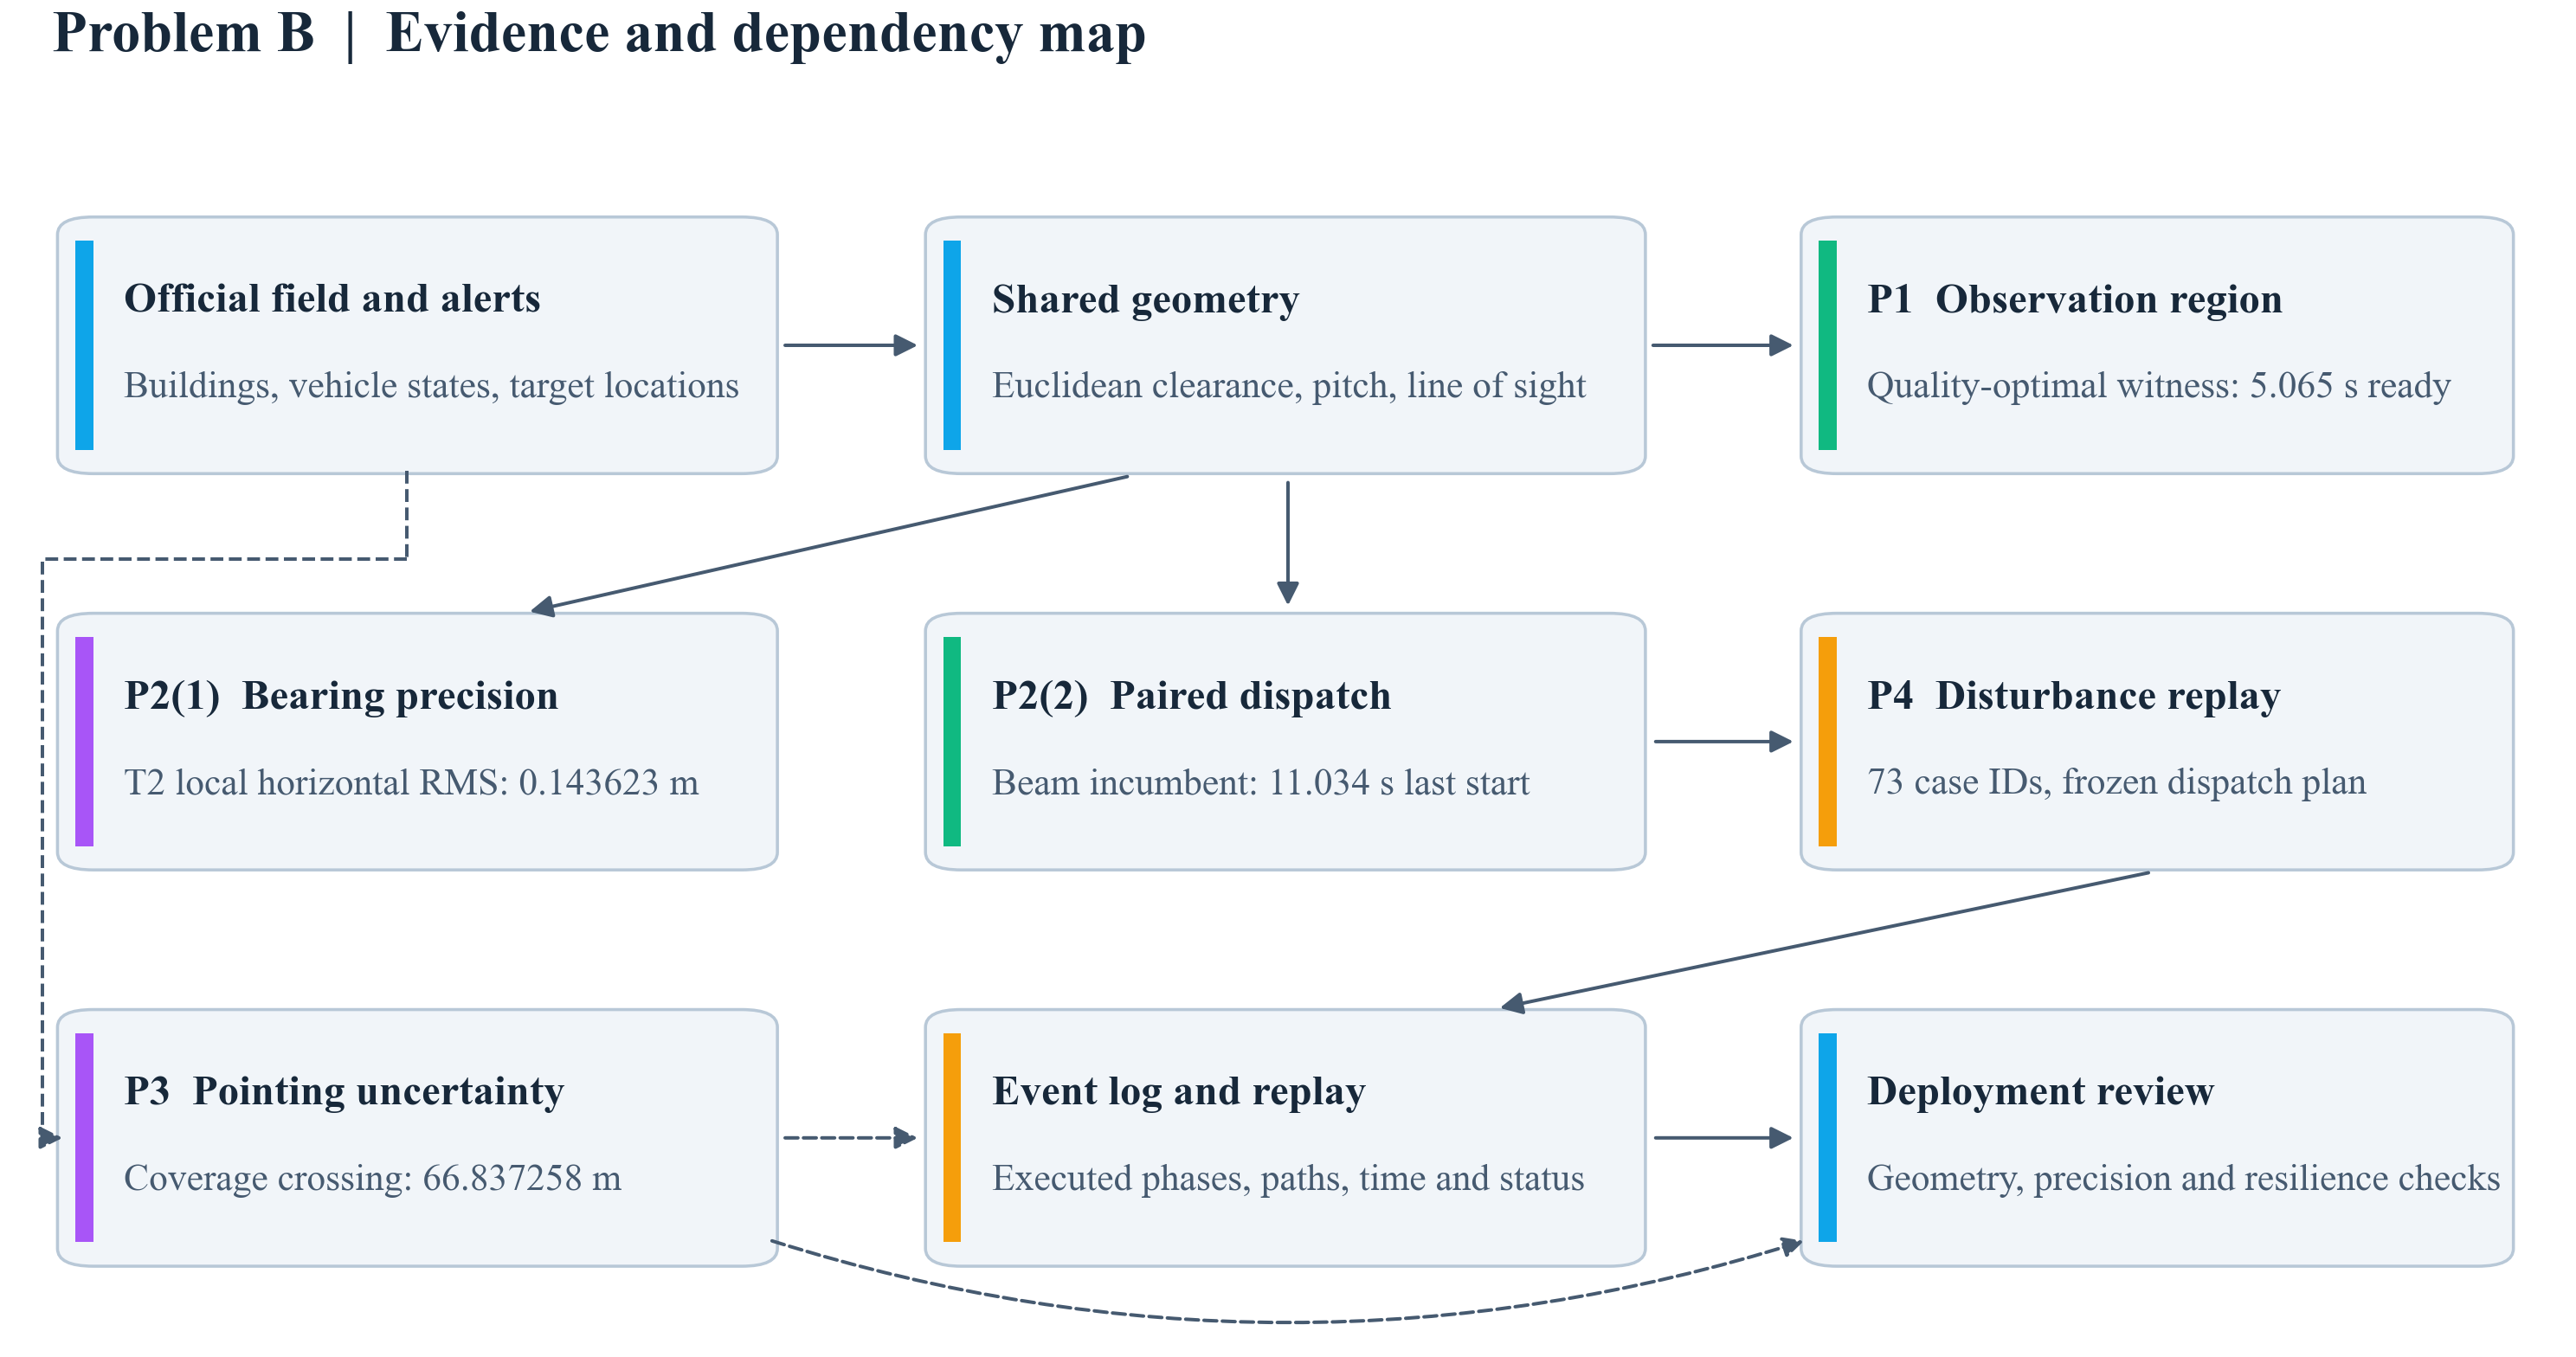 Problem B | Evidence and dependency map
Official field and alerts
Buildings, vehicle states, target locations
Shared geometry
Euclidean clearance, pitch, line of sight
P1 Observation region
Quality-optimal witness: 5.065 s ready
P2(1) Bearing precision
T2 local horizontal RMS: 0.143623 m
P2(2) Paired dispatch
Beam incumbent: 11.034 s last start
P4 Disturbance replay
73 case IDs, frozen dispatch plan
P3 Pointing uncertainty
Coverage crossing: 66.837258 m
Event log and replay
Executed phases, paths, time and status
Deployment review
Geometry, precision and resilience checks